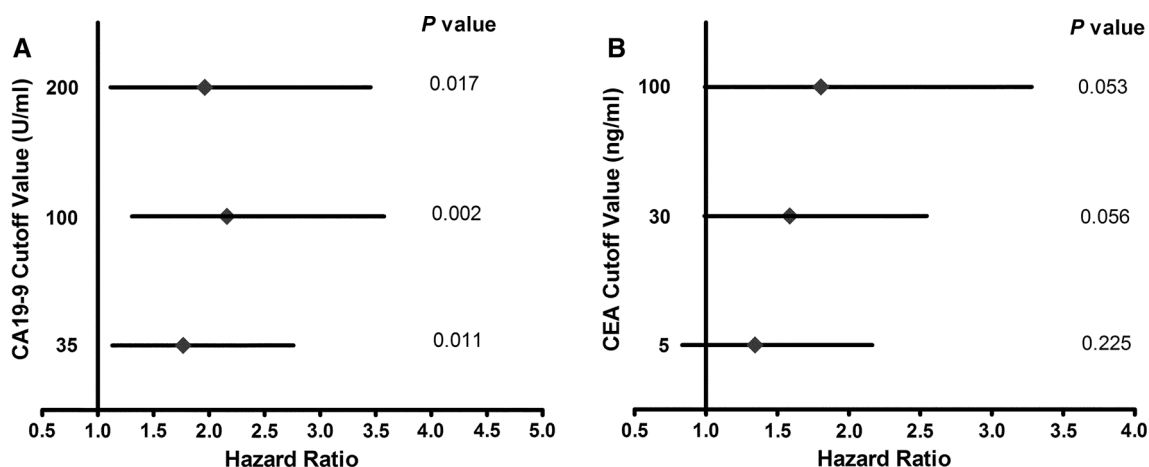 A
P value
CA19-9 Cutoff Value (U/ml)
200
0.017
100
0.002
35
0.011
0.5 1.0 1.5 2.0 2.5 3.0 3.5 4.0 4.5 5.0
Hazard Ratio
B
P value
CEA Cutoff Value (ng/ml)
100
0.053
30
0.056
5
0.225
0.5 1.0 1.5 2.0 2.5 3.0 3.5 4.0
Hazard Ratio